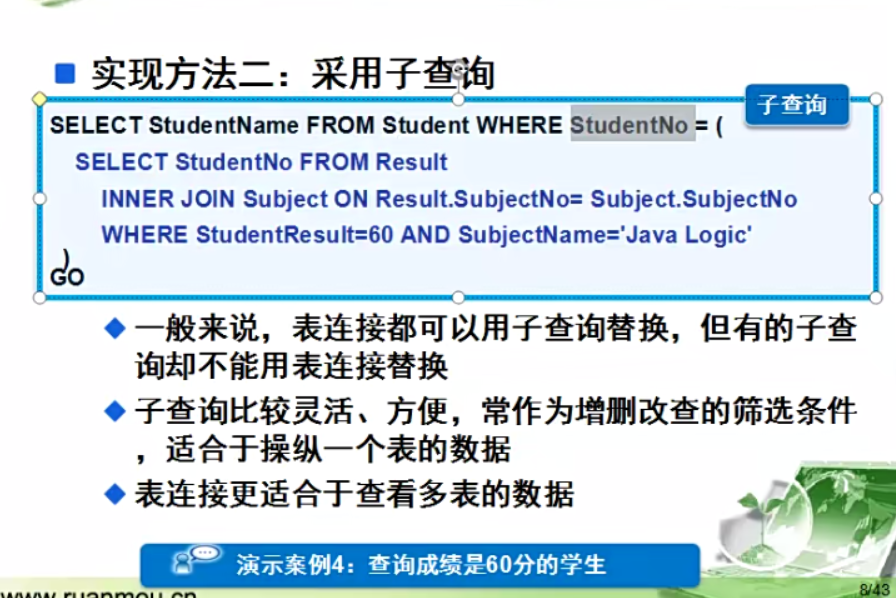 实现方法二：采用子查询
子查询
SELECT StudentName FROM Student WHERE StudentNo = (
SELECT StudentNo FROM Result
INNER JOIN Subject ON Result.SubjectNo= Subject.SubjectNo
WHERE StudentResult=60 AND SubjectName='Java Logic'
)
GO
一般来说，表连接都可以用子查询替换，但有的子查
询却不能用表连接替换
子查询比较灵活、方便，常作为增删改查的筛选条件
，适合于操纵一个表的数据
表连接更适合于查看多表的数据
演示案例4：查询成绩是60分的学生
www.ruanmou.cn
8/43